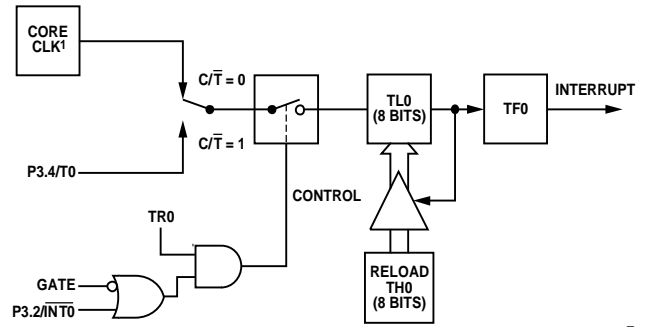 CORE
CLK¹
C/T̅ = 0
C/T̅ = 1
P3.4/T0
TL0
(8 BITS)
TF0
INTERRUPT
CONTROL
TR0
GATE
P3.2/I̅N̅T̅0̅
RELOAD
TH0
(8 BITS)